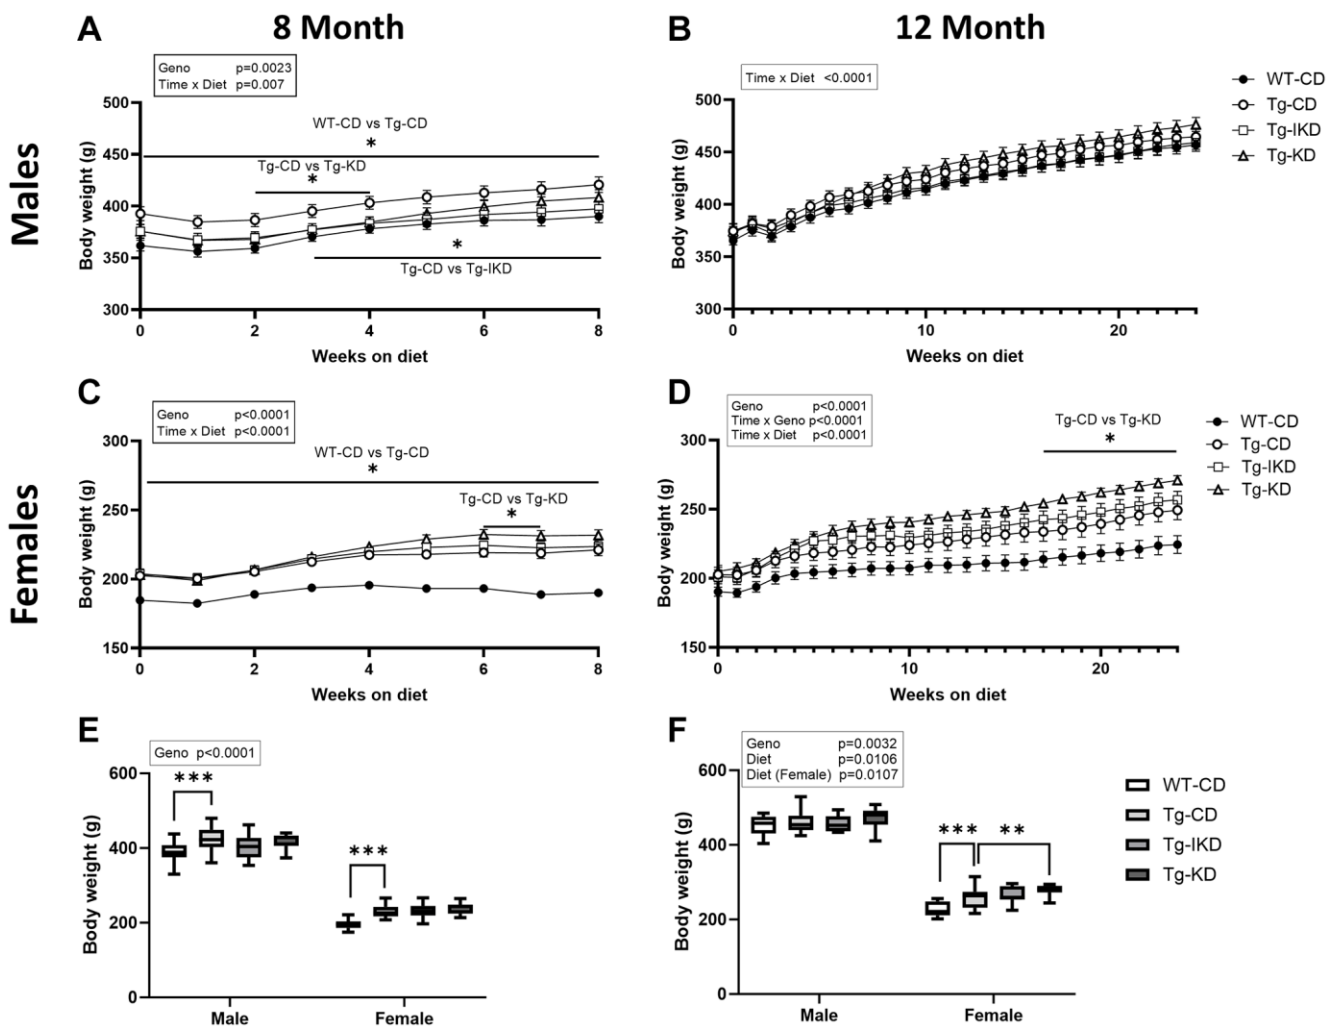 8 Month
12 Month
Males
Females
A
Geno p=0.0023
Time x Diet p=0.007
WT-CD vs Tg-CD
*
Tg-CD vs Tg-KD
*
*
Tg-CD vs Tg-IKD
Body weight (g)
500
450
400
350
300
0 2 4 6 8
Weeks on diet
B
Time x Diet <0.0001
Body weight (g)
500
450
400
350
300
0 10 20
Weeks on diet
WT-CD
Tg-CD
Tg-IKD
Tg-KD
C
Geno p<0.0001
Time x Diet p<0.0001
WT-CD vs Tg-CD
*
Tg-CD vs Tg-KD
*
Body weight (g)
300
250
200
150
0 2 4 6 8
Weeks on diet
D
Geno p<0.0001
Time x Geno p<0.0001
Time x Diet p<0.0001
Tg-CD vs Tg-KD
*
Body weight (g)
300
250
200
150
0 10 20
Weeks on diet
WT-CD
Tg-CD
Tg-IKD
Tg-KD
E
Geno p<0.0001
***
***
Body weight (g)
600
400
200
0
Male Female
F
Geno p=0.0032
Diet p=0.0106
Diet (Female) p=0.0107
*** **
Body weight (g)
600
400
200
0
Male Female
WT-CD
Tg-CD
Tg-IKD
Tg-KD